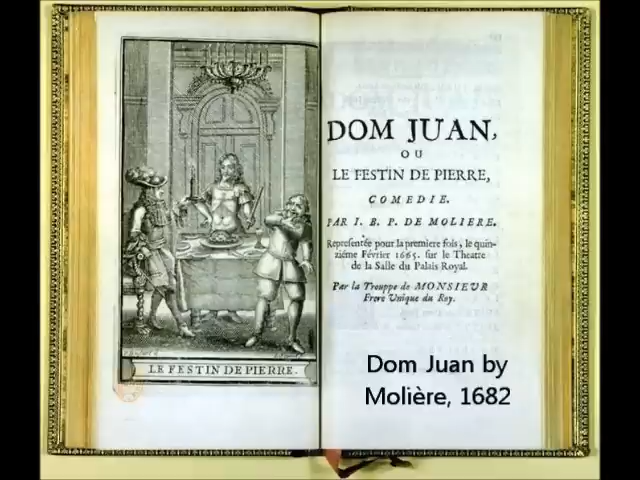 LE FESTIN DE PIERRE.
DOM JUAN,
OU
LE FESTIN DE PIERRE,
COMEDIE.
PAR I. B. P. DE MOLIERE.
Representée pour la premiere fois, le quin-
ziéme Février 1665. sur le Theatre
de la Salle du Palais Royal.
Par la Trouppe de MONSIEVR
Frere Unique du Roy.
Dom Juan by
Molière, 1682